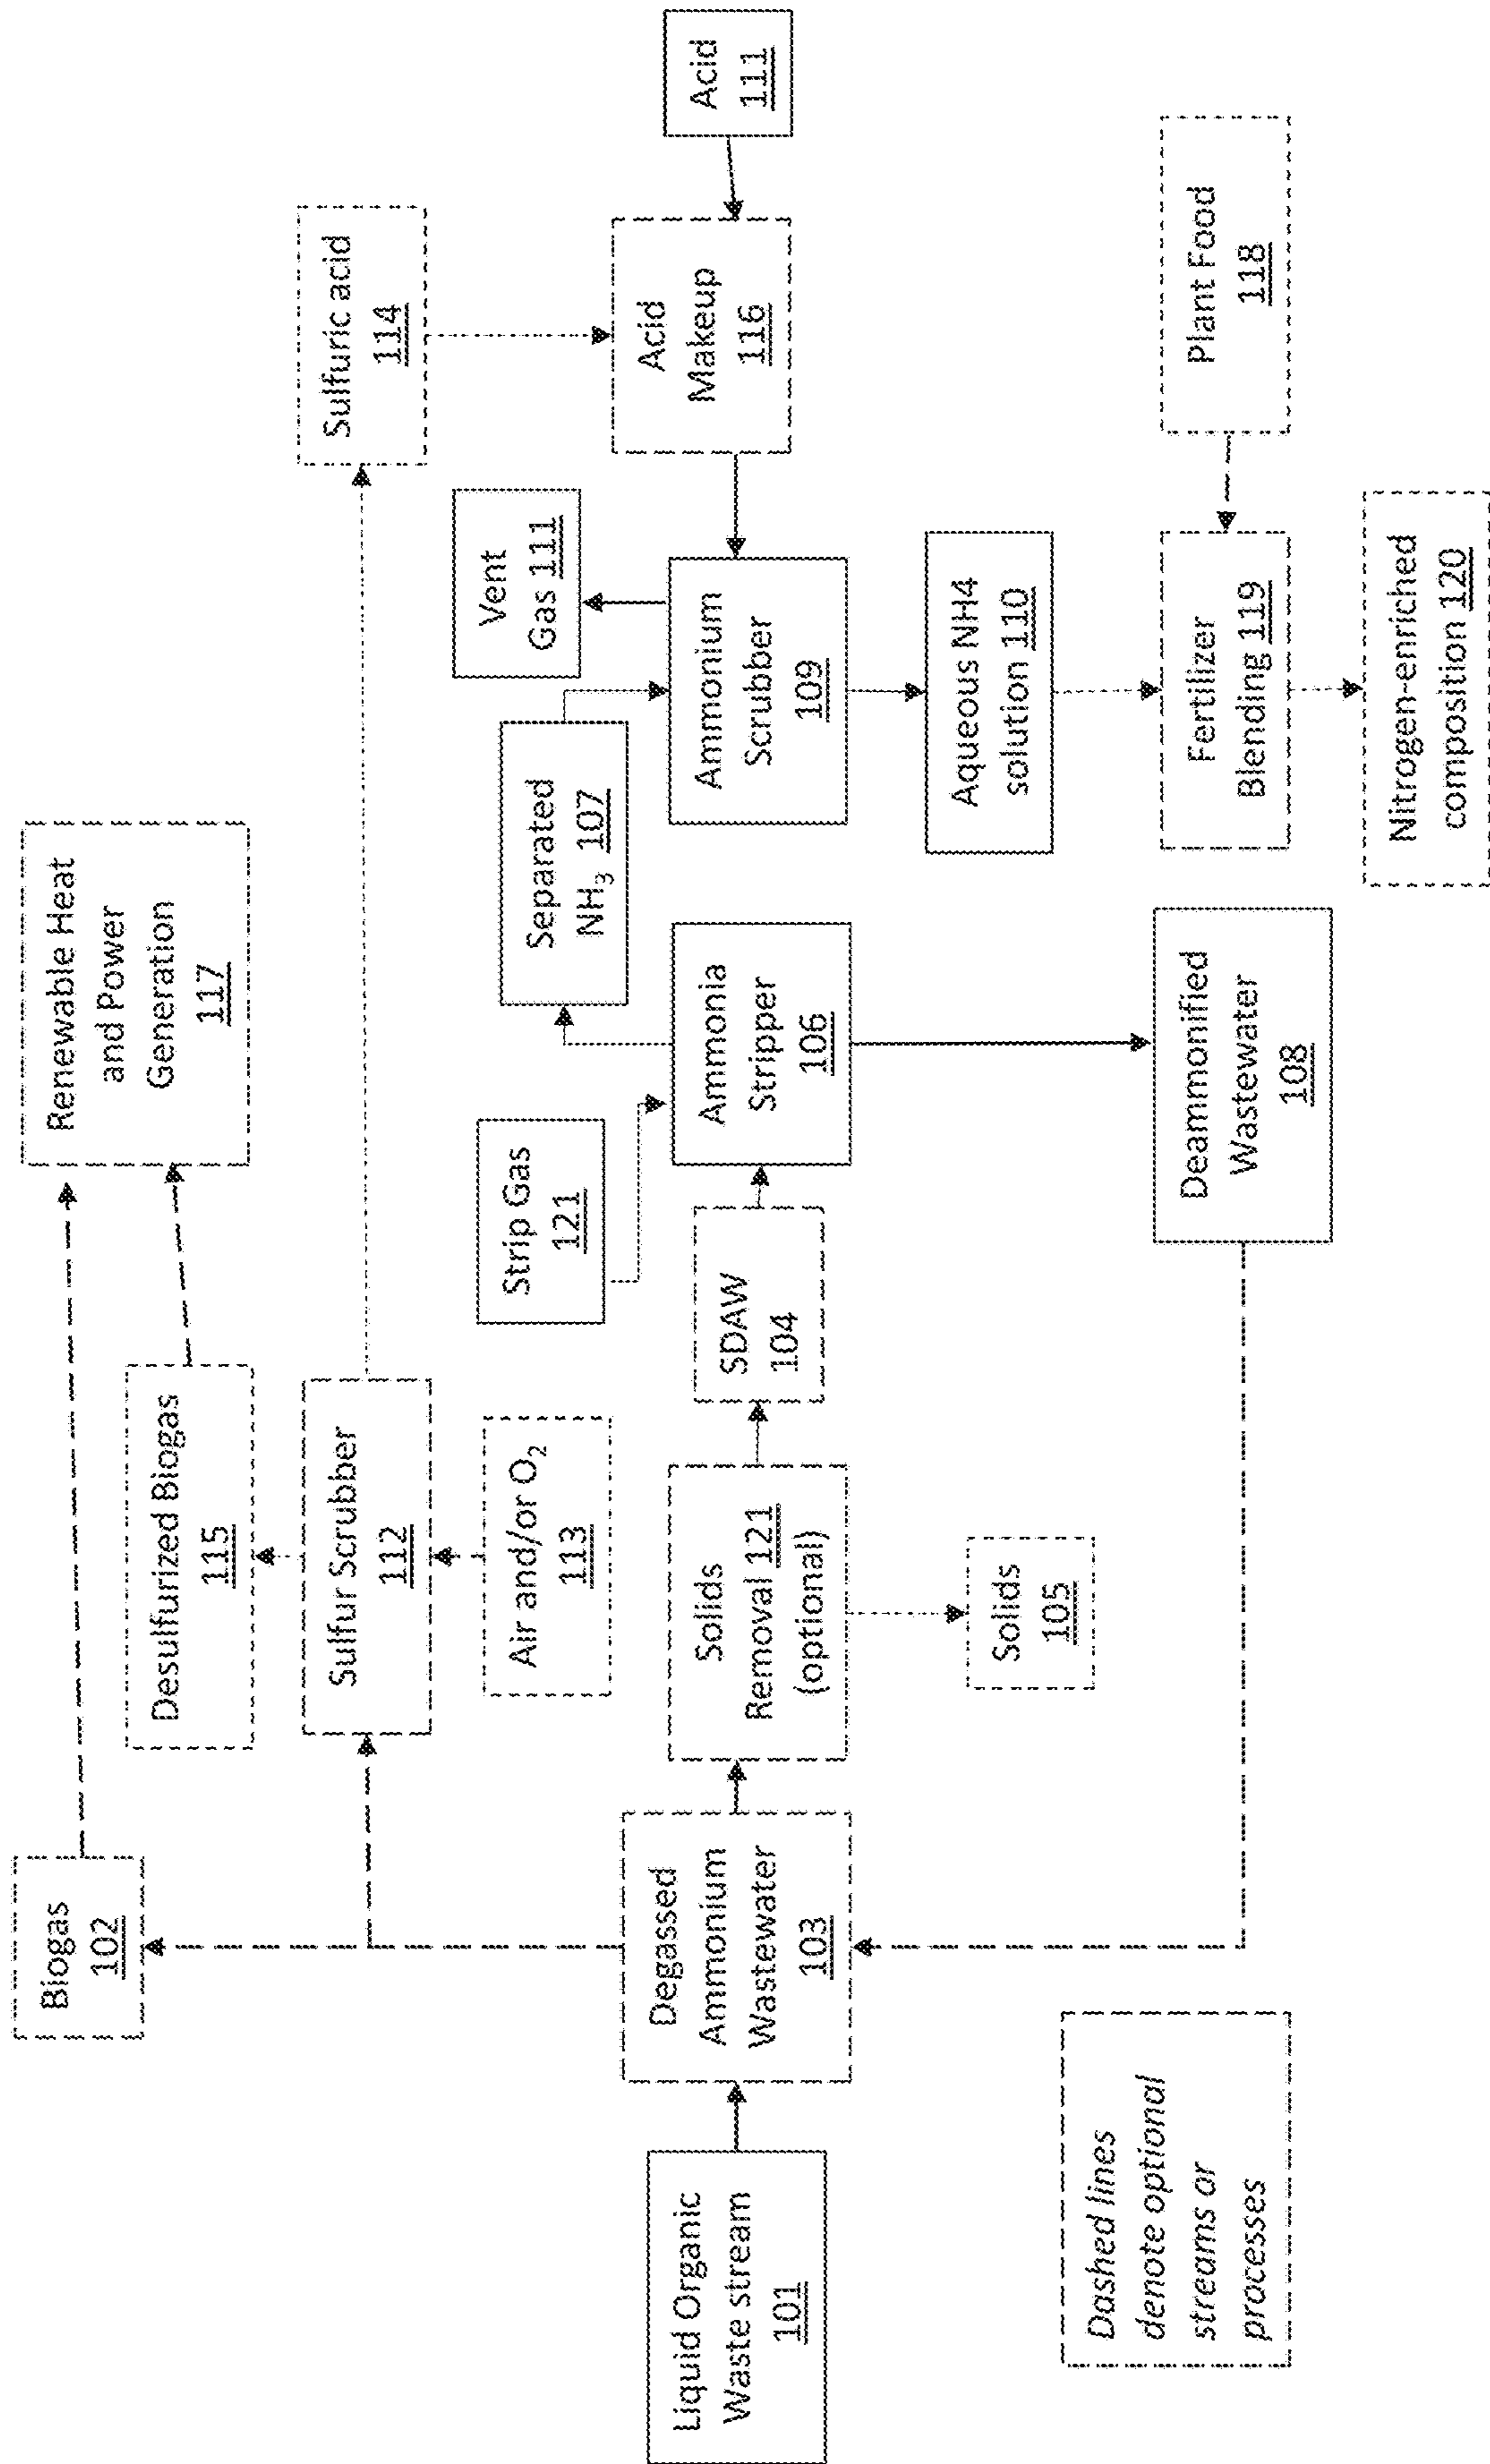 Biogas
102
Renewable Heat
and Power
Generation
117
Desulfurized Biogas
115
Sulfur Scrubber
112
Sulfuric acid
114
Air and/or O₂
113
Strip Gas
121
Separated
NH₃ 107
Vent
Gas 111
Liquid Organic
Waste stream
101
Degassed
Ammonium
Wastewater
103
Solids
Removal 121
(optional)
SDAW
104
Ammonia
Stripper
106
Ammonium
Scrubber
109
Acid
Makeup
116
Acid
111
Solids
105
Aqueous NH4
solution 110
Deammonified
Wastewater
108
Fertilizer
Blending 119
Plant Food
118
Nitrogen-enriched
composition 120
Dashed lines
denote optional
streams or
processes